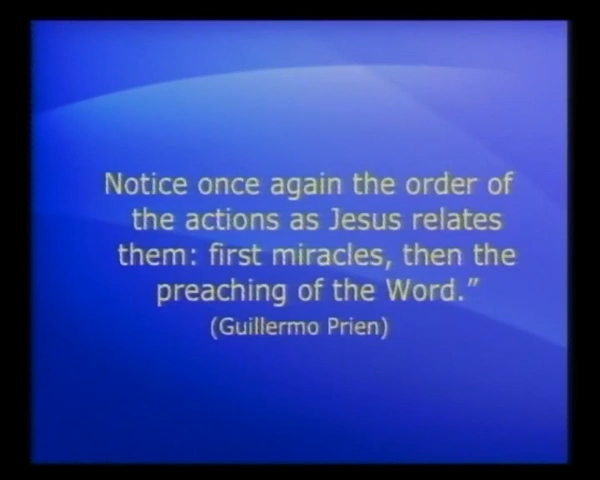 Notice once again the order of
the actions as Jesus relates
them: first miracles, then the
preaching of the Word.”
(Guillermo Prien)